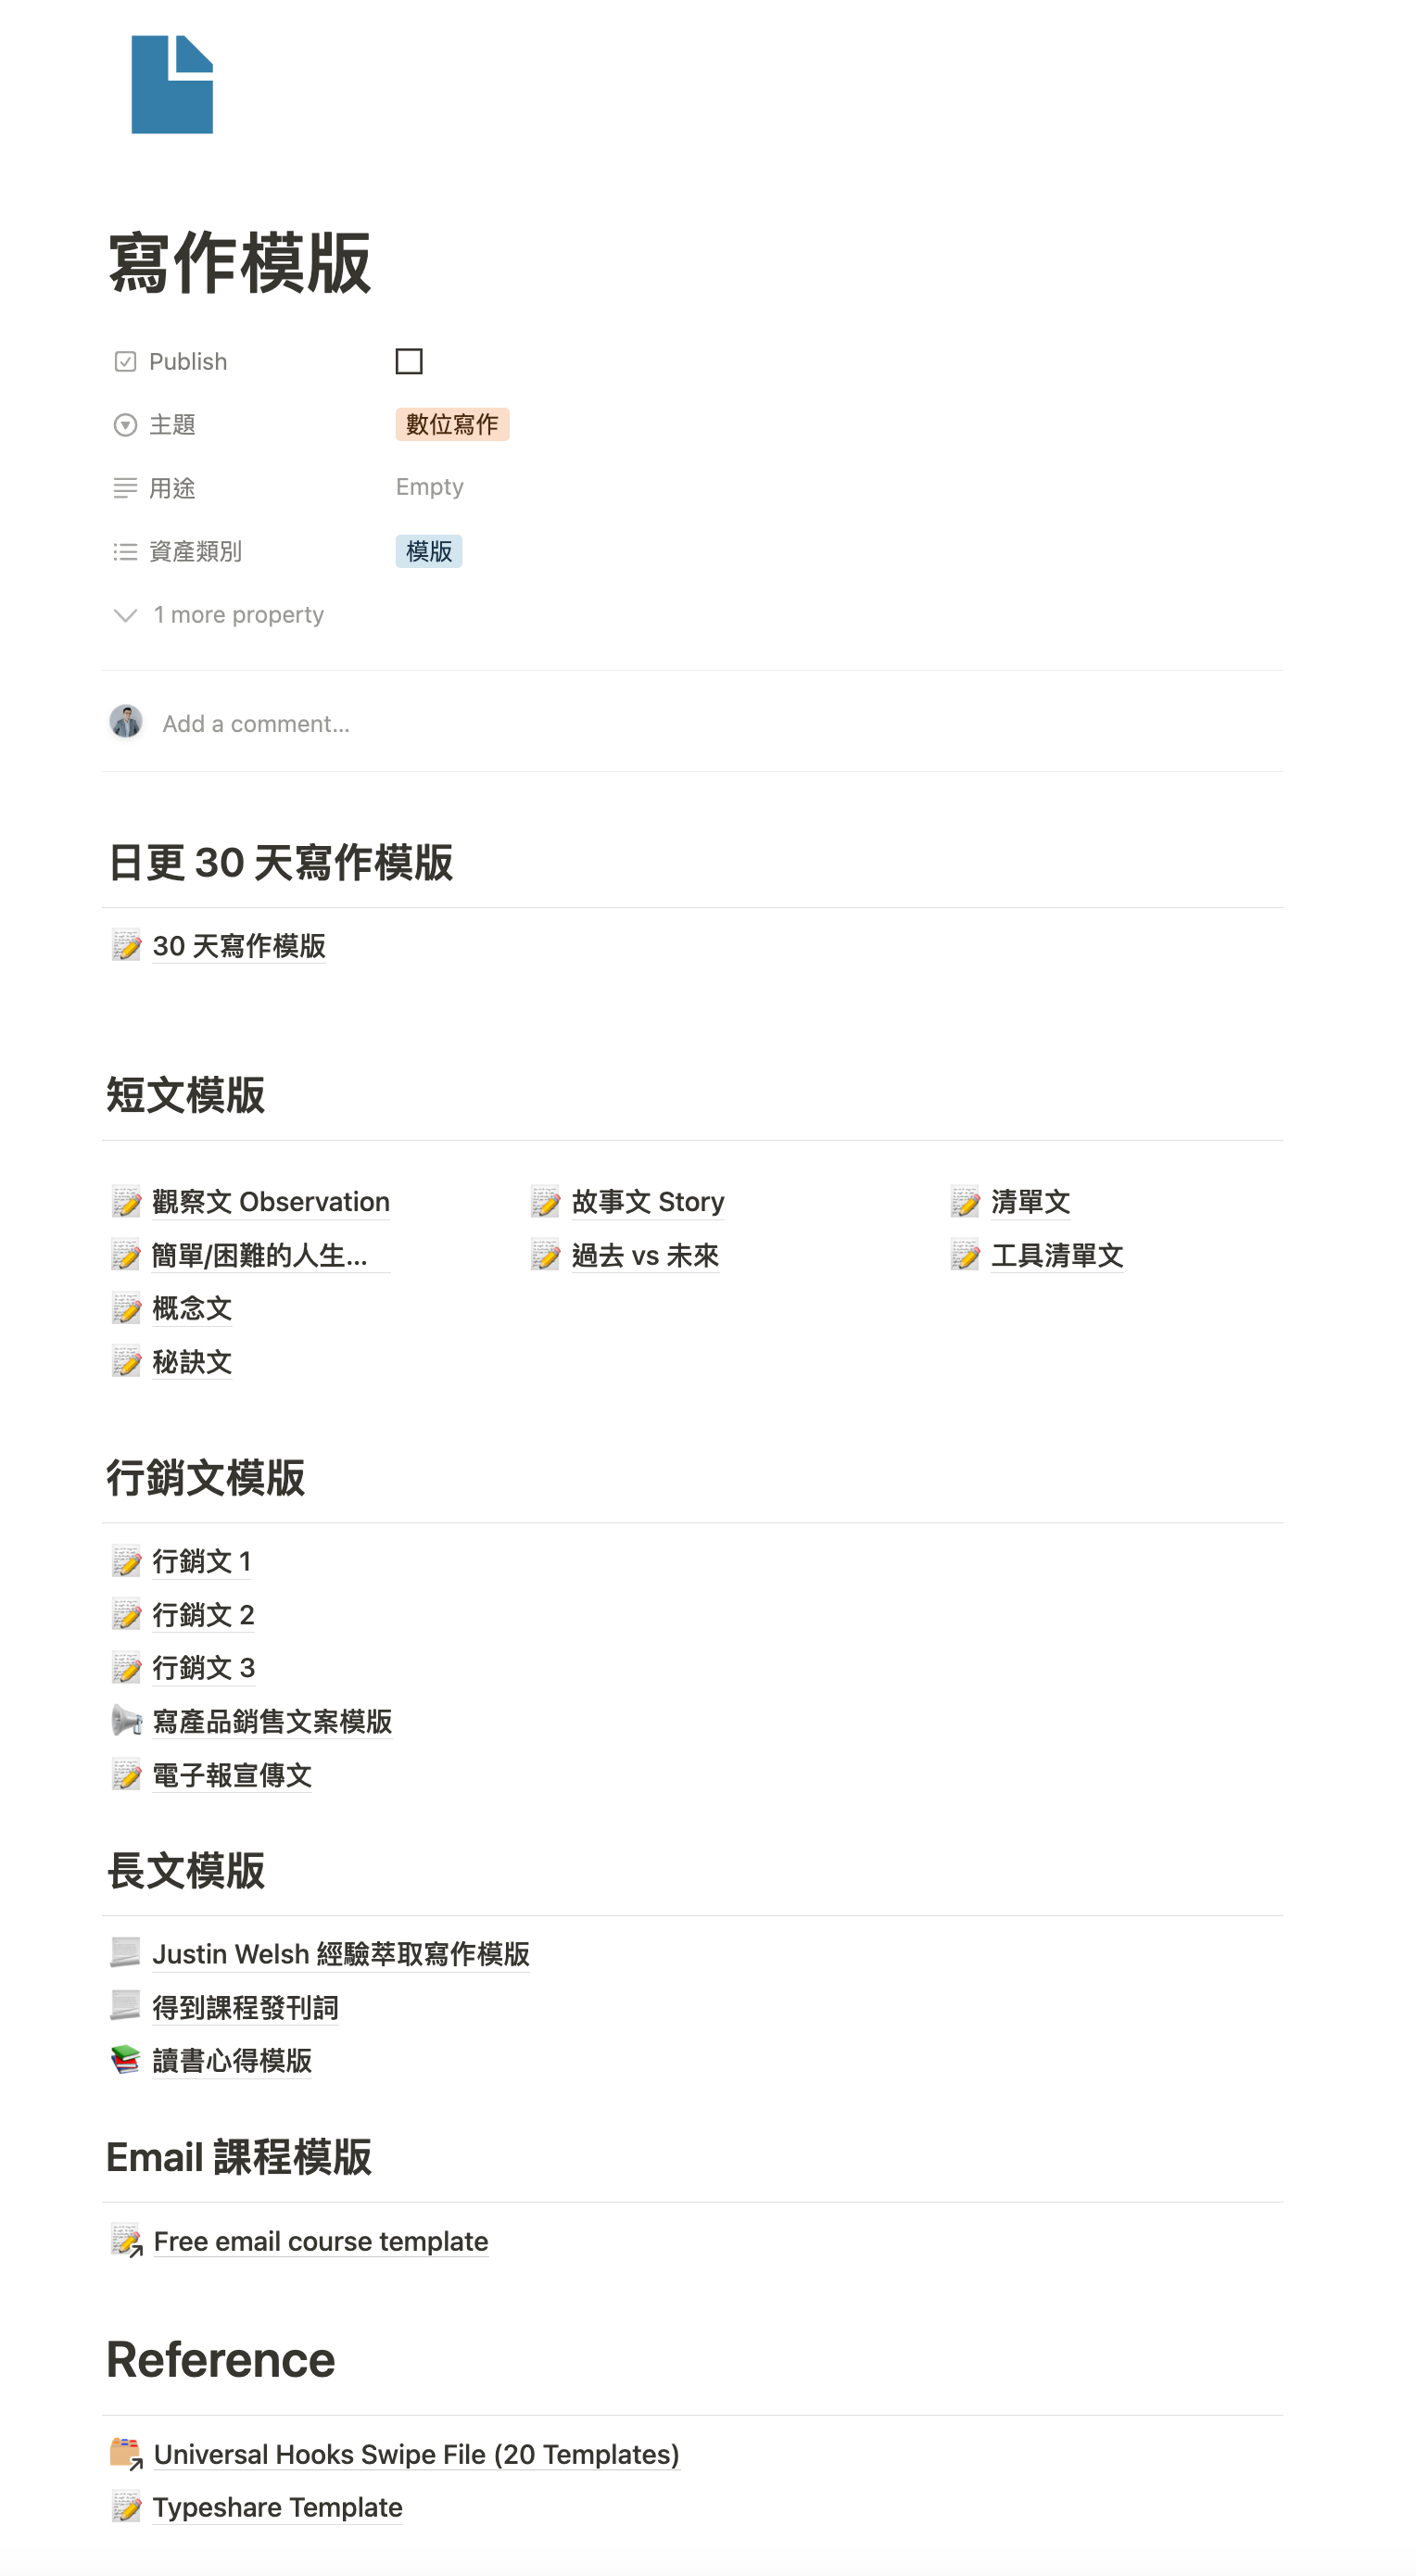 寫作模版
Publish
主題 數位寫作
用途 Empty
資產類別 模版
1 more property
Add a comment...
日更 30 天寫作模版
30 天寫作模版
短文模版
觀察文 Observation
簡單/困難的人生...
概念文
秘訣文
故事文 Story
過去 vs 未來
清單文
工具清單文
行銷文模版
行銷文 1
行銷文 2
行銷文 3
寫產品銷售文案模版
電子報宣傳文
長文模版
Justin Welsh 經驗萃取寫作模版
得到課程發刊詞
讀書心得模版
Email 課程模版
Free email course template
Reference
Universal Hooks Swipe File (20 Templates)
Typeshare Template